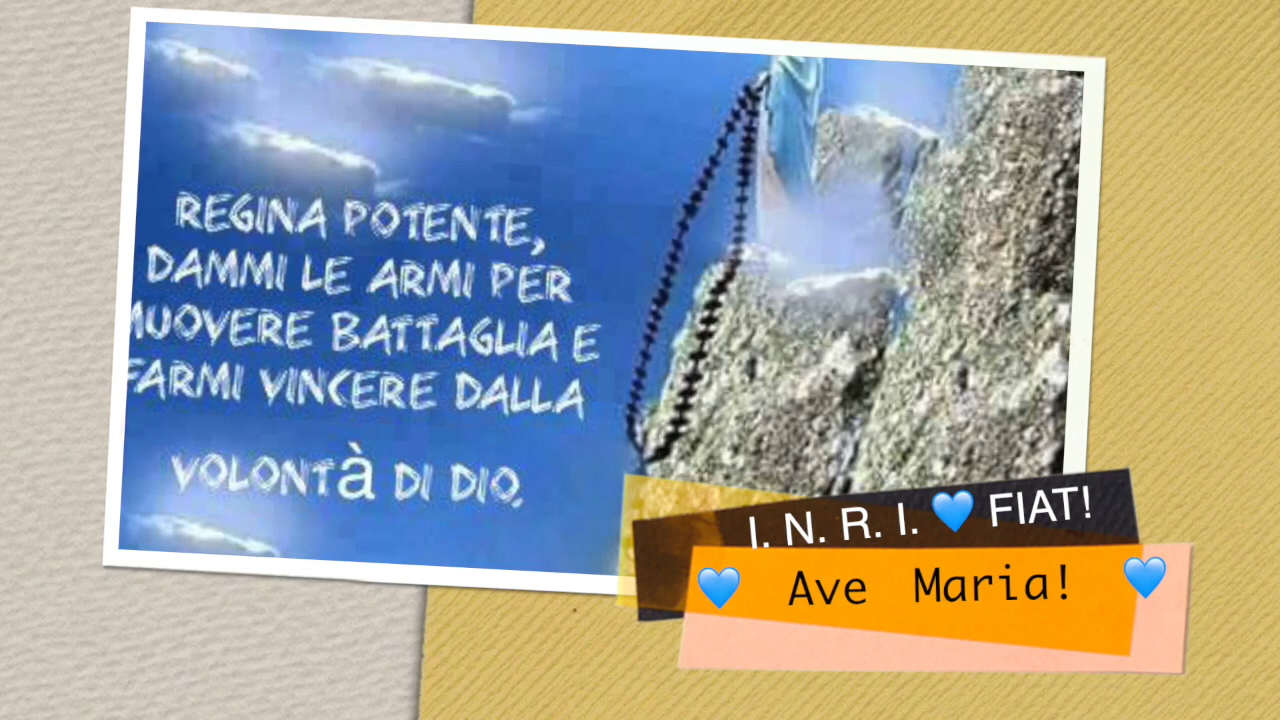 REGINA POTENTE,
DAMMI LE ARMI PER
MUOVERE BATTAGLIA E
FARMI VINCERE DALLA
VOLONTà DI DIO,
I. N. R. I. 💙 FIAT!
💙 Ave Maria! 💙